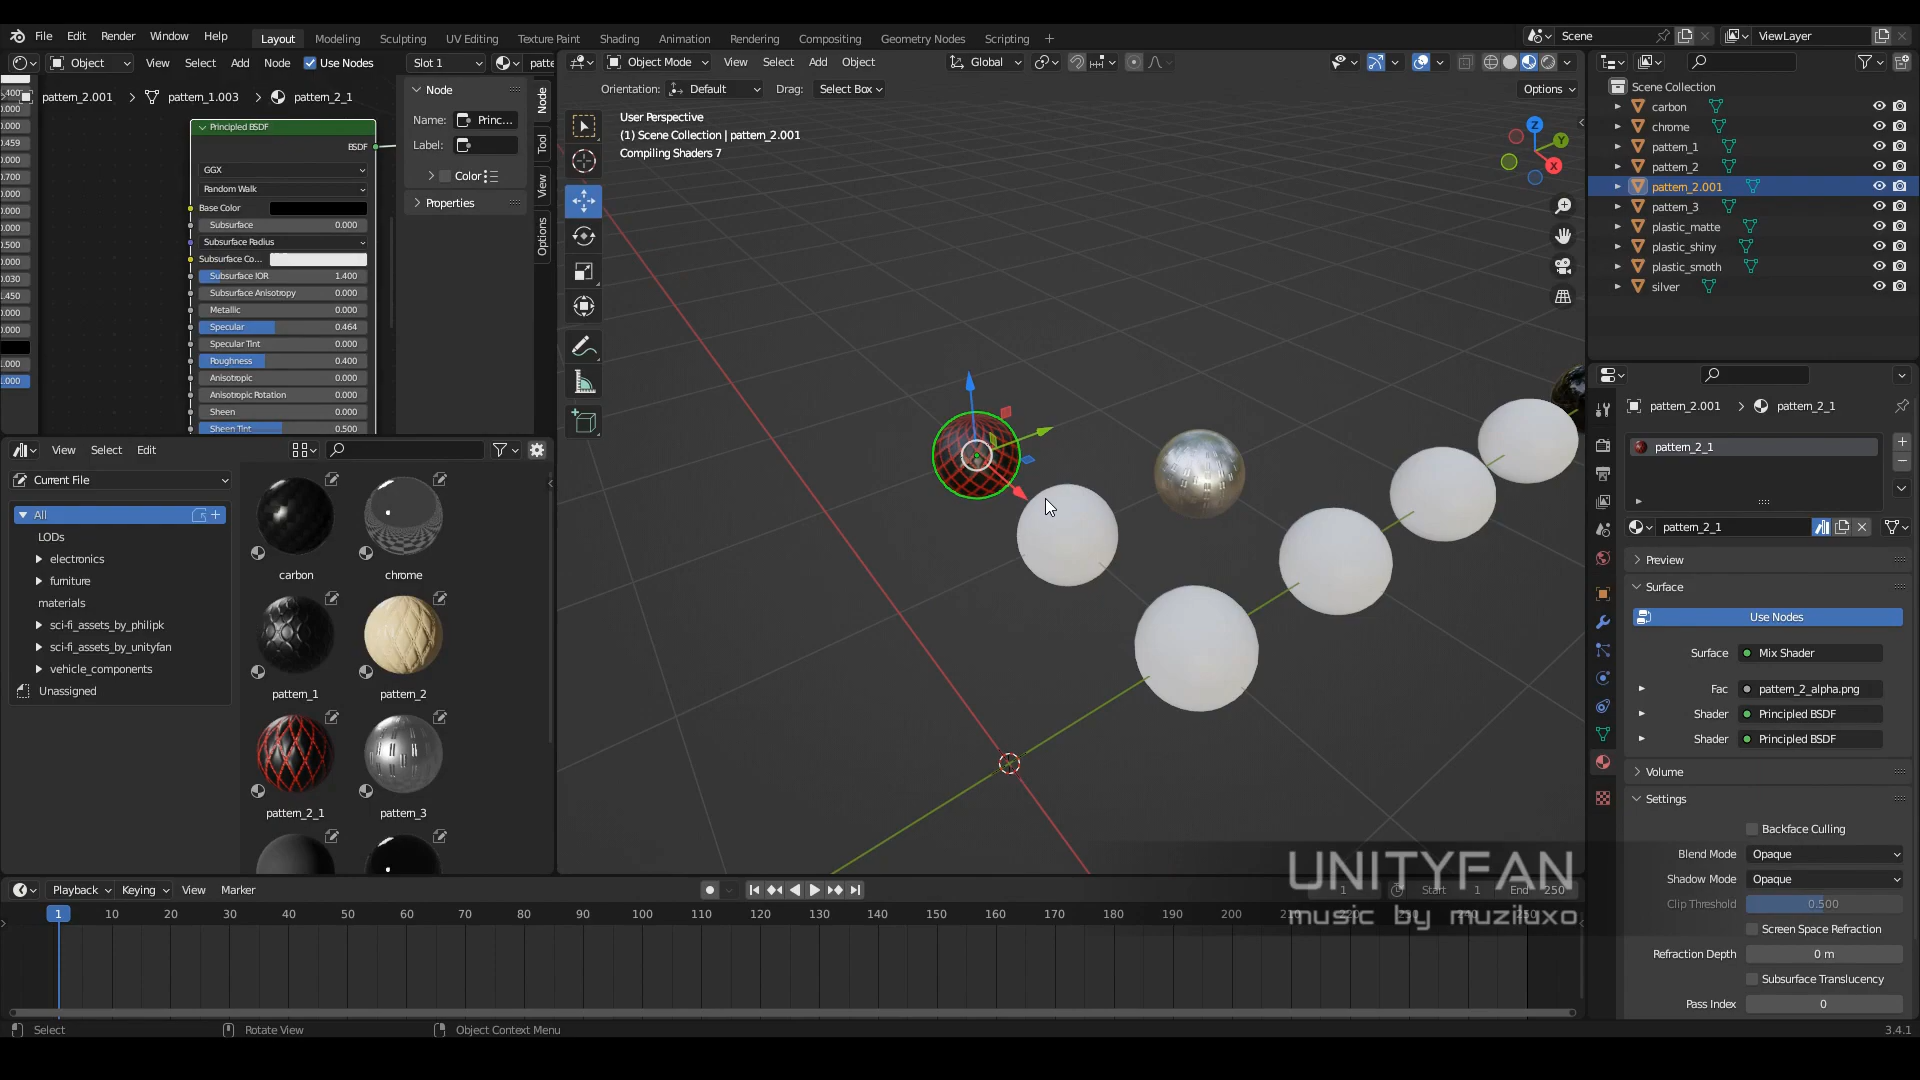 File Edit Render Window Help Layout Modeling Sculpting UV Editing Texture Paint Shading Animation Rendering Compositing Geometry Nodes Scripting + Scene ViewLayer
Object View Select Add Node Use Nodes Slot 1 patte
pattern_2.001 > pattern_1.003 > pattern_2_1
Principled BSDF
BSDF
GGX
Random Walk
Base Color
Subsurface 0.000
Subsurface Radius
Subsurface Co...
Subsurface IOR 1.400
Subsurface Anisotropy 0.000
Metallic 0.000
Specular 0.464
Specular Tint 0.000
Roughness 0.400
Anisotropic 0.000
Anisotropic Rotation 0.000
Sheen 0.000
Sheen Tint 0.500
Node
Name: Princ...
Label:
Color
Properties
Node
Tool
View
Options
Object Mode View Select Add Object Global
Orientation: Default Drag: Select Box Options
User Perspective
(1) Scene Collection | pattern_2.001
Compiling Shaders 7
Z
Y
X
Scene Collection
carbon
chrome
pattern_1
pattern_2
pattern_2.001
pattern_3
plastic_matte
plastic_shiny
plastic_smoth
silver
View Select Edit
Current File
All
LODs
electronics
furniture
materials
sci-fi_assets_by_philipk
sci-fi_assets_by_unityfan
vehicle_components
Unassigned
carbon chrome
pattern_1 pattern_2
pattern_2_1 pattern_3
pattern_2.001 > pattern_2_1
pattern_2_1
pattern_2_1
Preview
Surface
Use Nodes
Surface Mix Shader
Fac pattern_2_alpha.png
Shader Principled BSDF
Shader Principled BSDF
Volume
Settings
Backface Culling
Blend Mode Opaque
Shadow Mode Opaque
Clip Threshold 0.500
Screen Space Refraction
Refraction Depth 0 m
Subsurface Translucency
Pass Index 0
UNITYFAN
music by muziluxo
Playback Keying View Marker 1 Start 1 End 250
1 10 20 30 40 50 60 70 80 90 100 110 120 130 140 150 160 170 180 190 200 210 220 230 240 250
Select Rotate View Object Context Menu 3.4.1